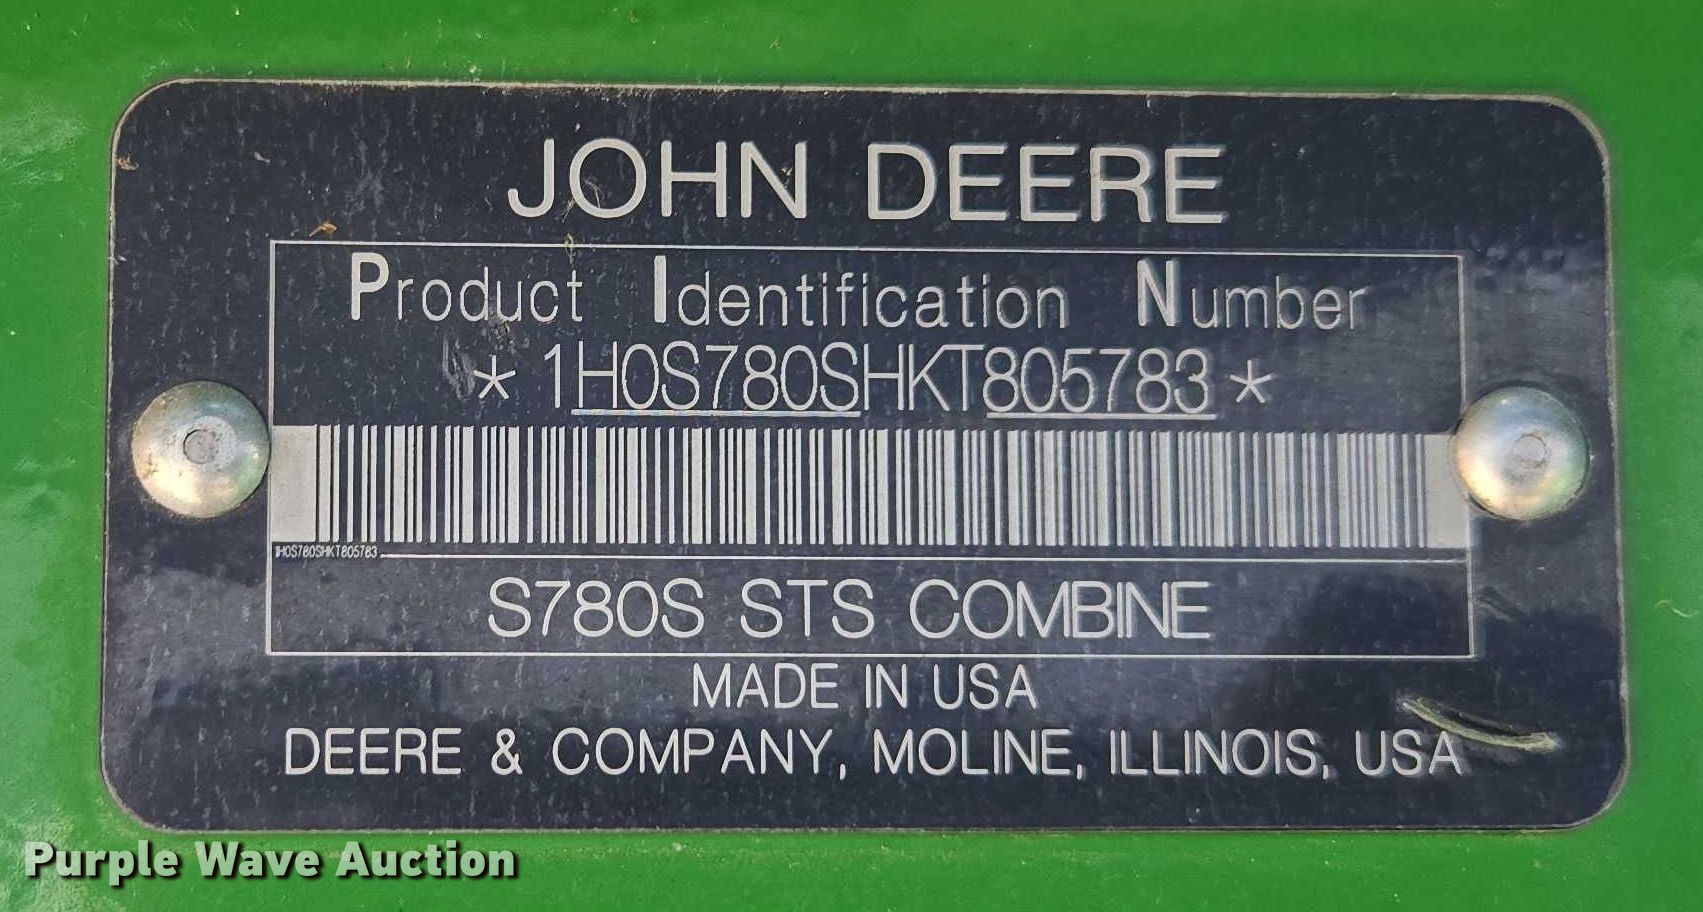 JOHN DEERE
Product Identification Number
*1H0S780SHKT805783*
1H0S780SHKT805783
S780S STS COMBINE
MADE IN USA
DEERE & COMPANY, MOLINE, ILLINOIS, USA
Purple Wave Auction